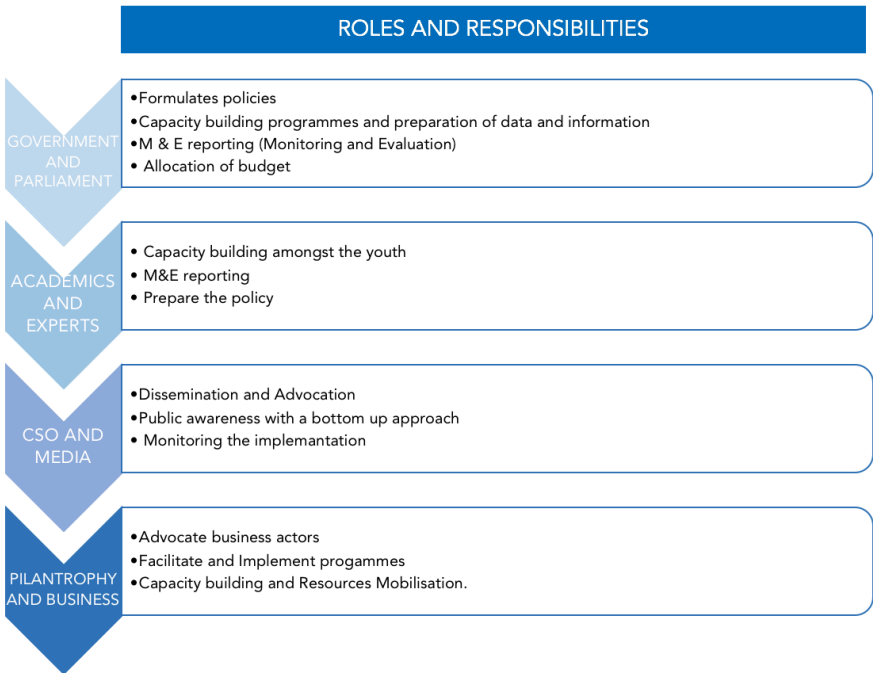 ROLES AND RESPONSIBILITIES
GOVERNMENT
AND
PARLIAMENT
•Formulates policies
•Capacity building programmes and preparation of data and information
•M & E reporting (Monitoring and Evaluation)
• Allocation of budget
ACADEMICS
AND
EXPERTS
• Capacity building amongst the youth
• M&E reporting
• Prepare the policy
CSO AND
MEDIA
•Dissemination and Advocation
•Public awareness with a bottom up approach
• Monitoring the implemantation
PILANTROPHY
AND BUSINESS
•Advocate business actors
•Facilitate and Implement progammes
•Capacity building and Resources Mobilisation.